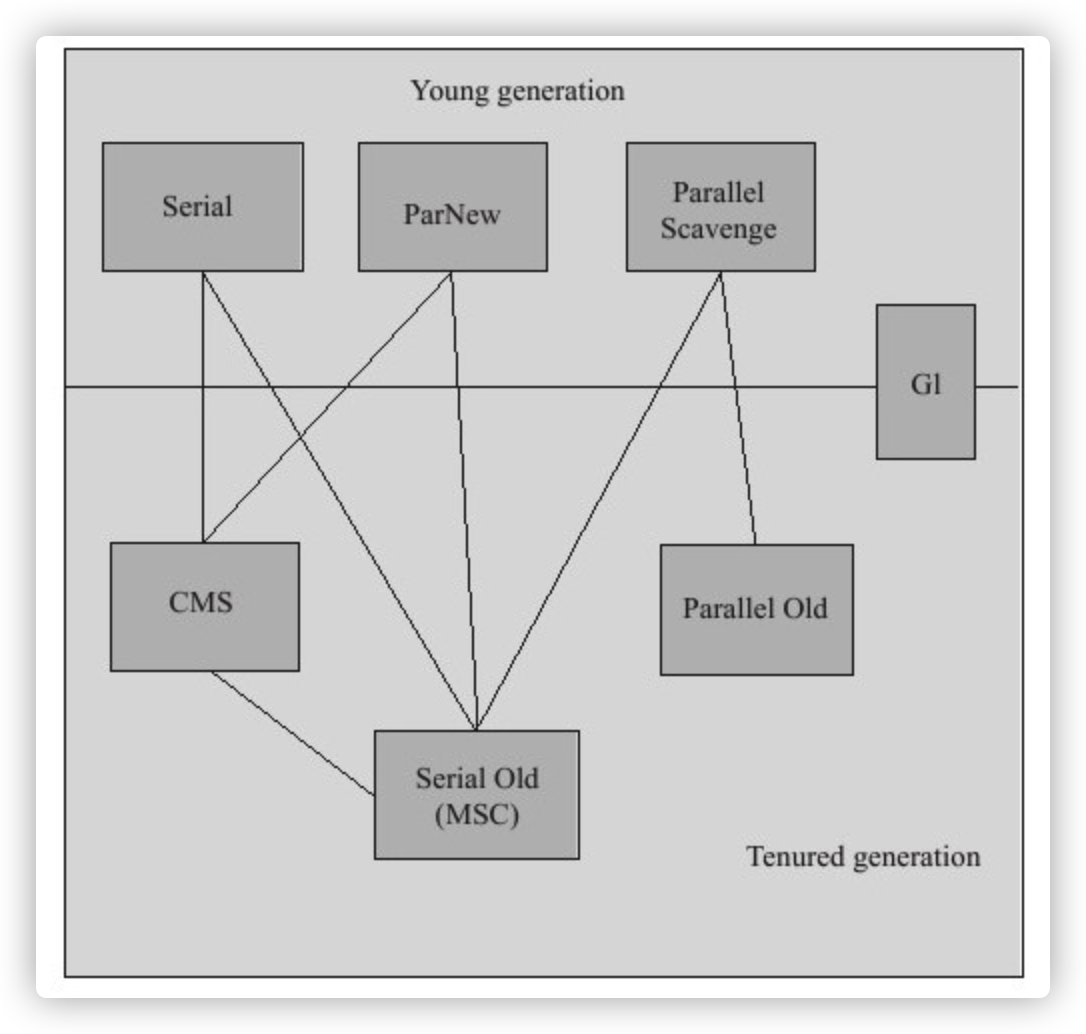 Young generation
Serial
ParNew
Parallel
Scavenge
Gl
CMS
Parallel Old
Serial Old
(MSC)
Tenured generation